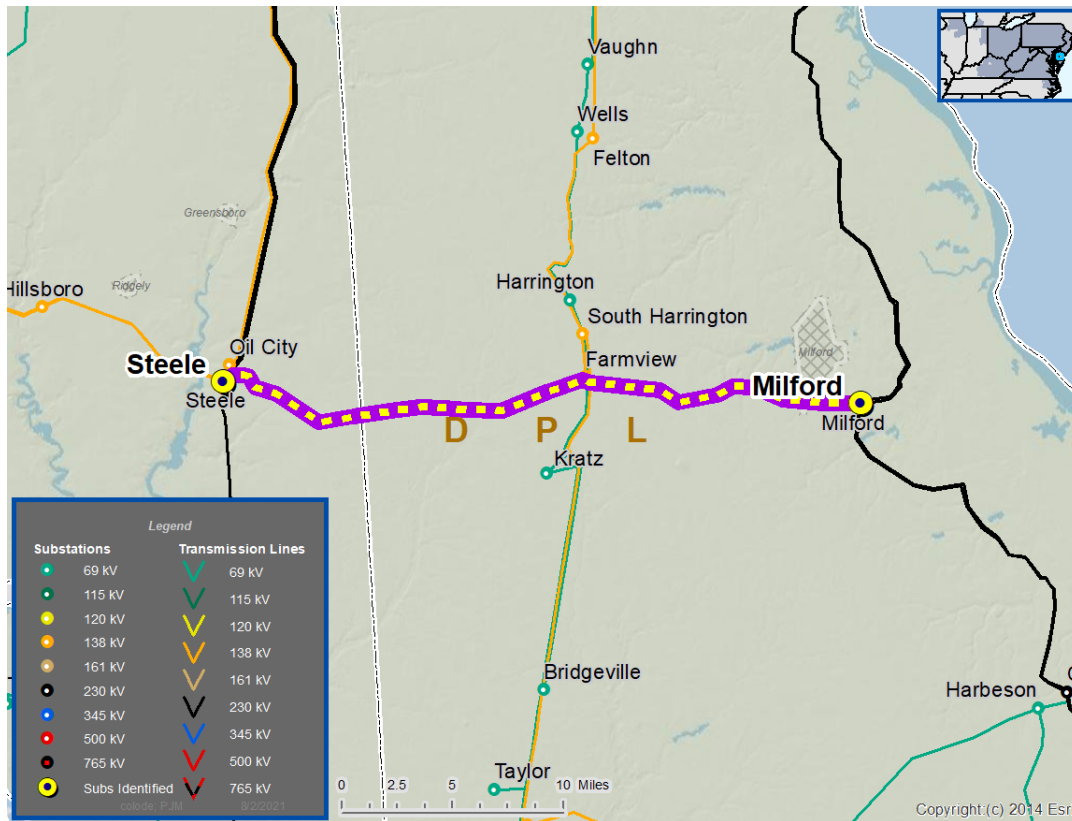 Vaughn
Wells
Felton
Greensboro
Ridgely
Hillsboro
Harrington
South Harrington
Oil City
Farmview
Milford
Steele
Steele
Milford
Milford
D P L
Kratz
Bridgeville
Harbeson
Taylor
Legend
Substations Transmission Lines
69 kV 69 kV
115 kV 115 kV
120 kV 120 kV
138 kV 138 kV
161 kV 161 kV
230 kV 230 kV
345 kV 345 kV
500 kV 500 kV
765 kV 765 kV
Subs Identified
colode, PJM 8/2/2021
0 2.5 5 10 Miles
Copyright:(c) 2014 Esr